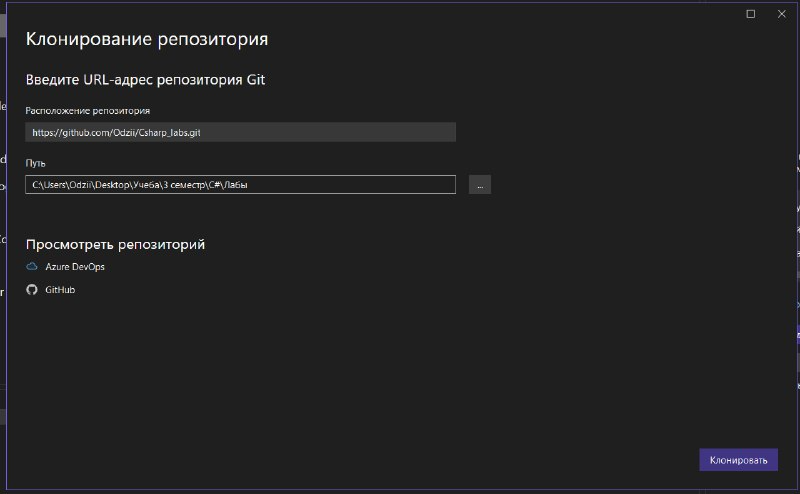 Клонирование репозитория
Введите URL-адрес репозитория Git
Расположение репозитория
https://github.com/Odzii/Csharp_labs.git
Путь
C:\Users\Odzii\Desktop\Учеба\3 семестр\C#\Лабы
...
Просмотреть репозиторий
Azure DevOps
GitHub
Клонировать